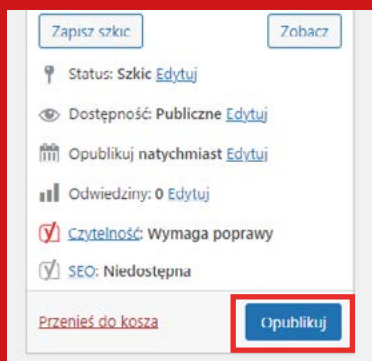 Zapisz szkic Zobacz
Status: Szkic Edytuj
Dostępność: Publiczne Edytuj
Opublikuj natychmiast Edytuj
Odwiedziny: 0 Edytuj
Czytelność: Wymaga poprawy
SEO: Niedostępna
Przenieś do kosza Opublikuj